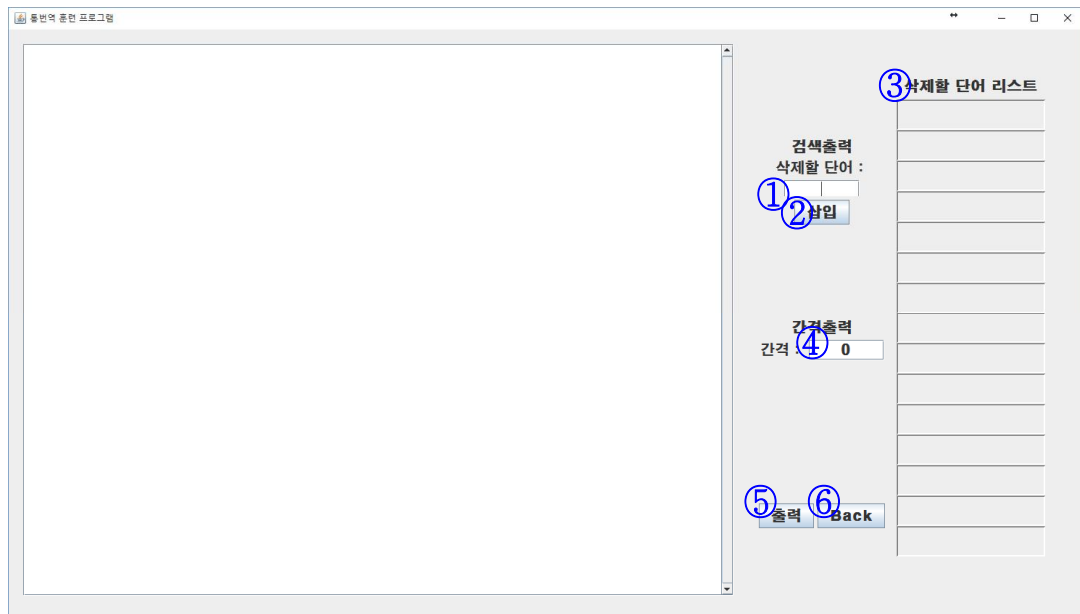 통번역 훈련 프로그램
③ 삭제할 단어 리스트
검색출력
삭제할 단어 :
①
② 삽입
간격출력
간격 : ④ 0
⑤ 출력 ⑥ Back